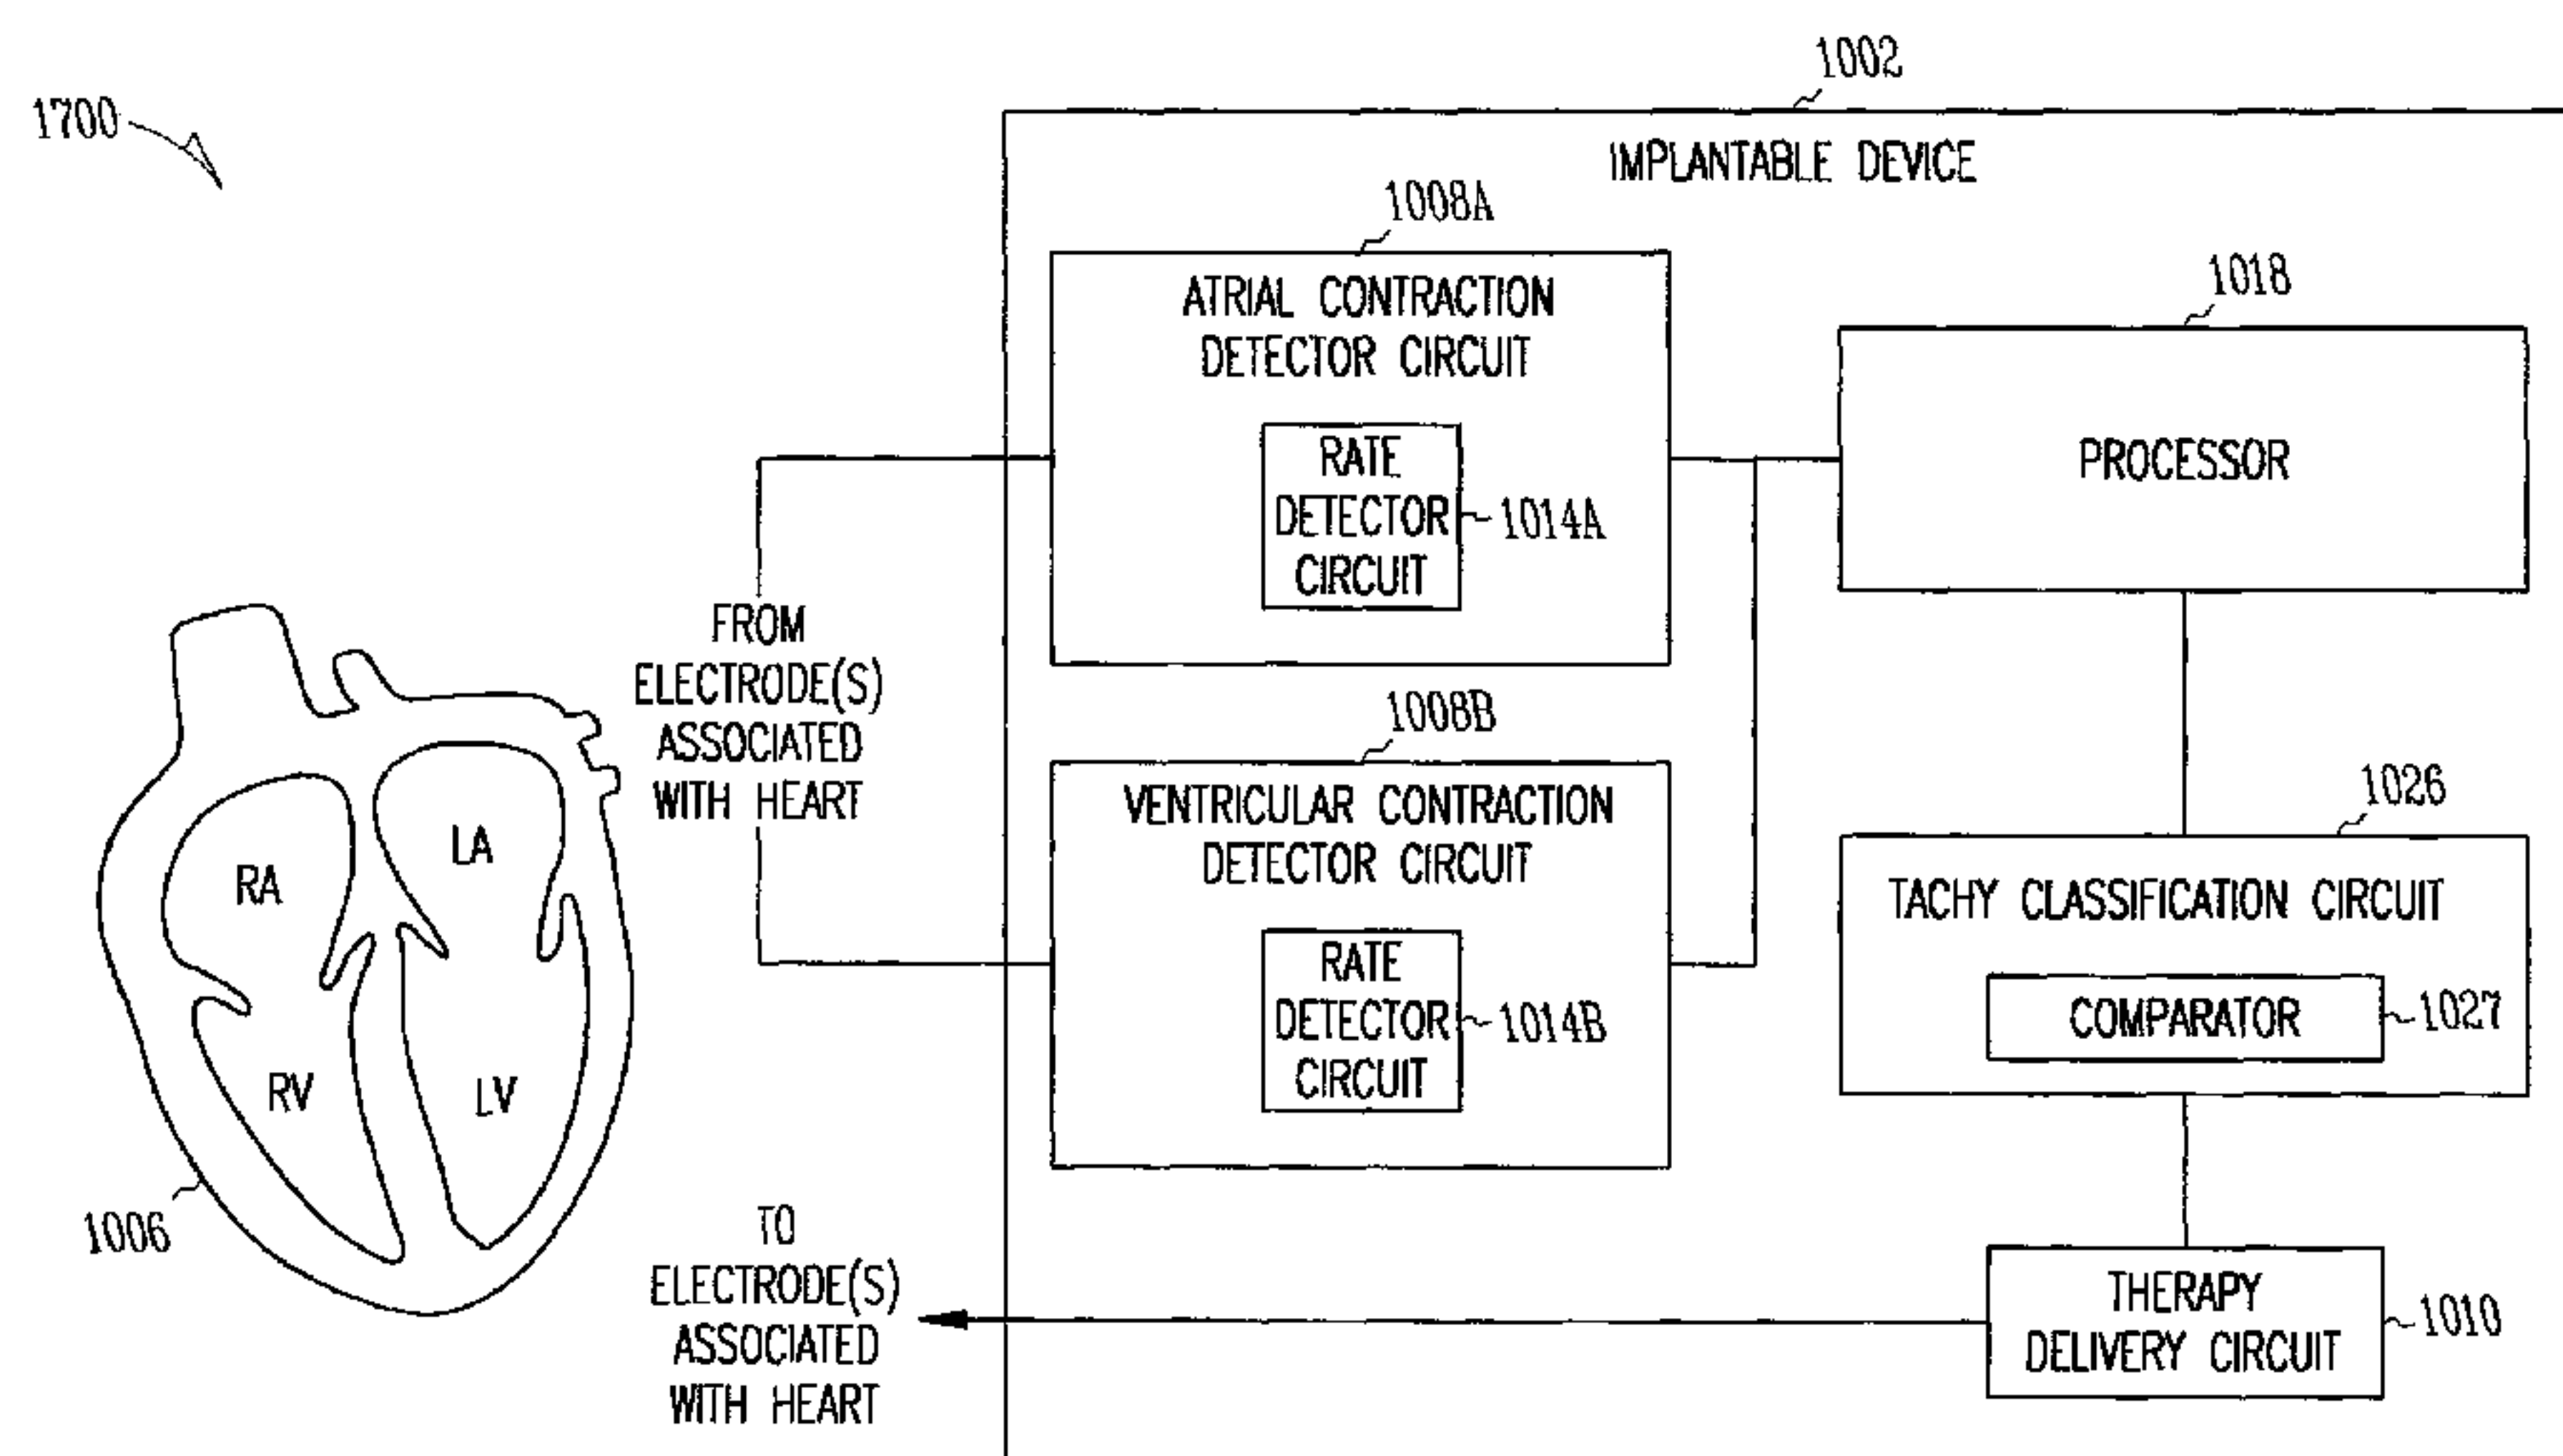 1700
1002
IMPLANTABLE DEVICE
1008A
ATRIAL CONTRACTION
DETECTOR CIRCUIT
RATE
DETECTOR
CIRCUIT
1014A
1018
PROCESSOR
FROM
ELECTRODE(S)
ASSOCIATED
WITH HEART
1008B
VENTRICULAR CONTRACTION
DETECTOR CIRCUIT
RATE
DETECTOR
CIRCUIT
1014B
1026
TACHY CLASSIFICATION CIRCUIT
COMPARATOR
1027
RA
LA
RV
LV
1006
TO
ELECTRODE(S)
ASSOCIATED
WITH HEART
THERAPY
DELIVERY CIRCUIT
1010